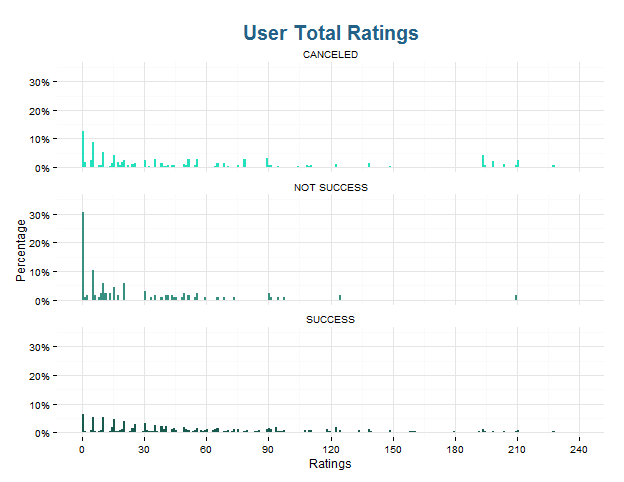 User Total Ratings
CANCELED
30%
20%
10%
0%
NOT SUCCESS
30%
20%
10%
0%
Percentage
SUCCESS
30%
20%
10%
0%
0 30 60 90 120 150 180 210 240
Ratings